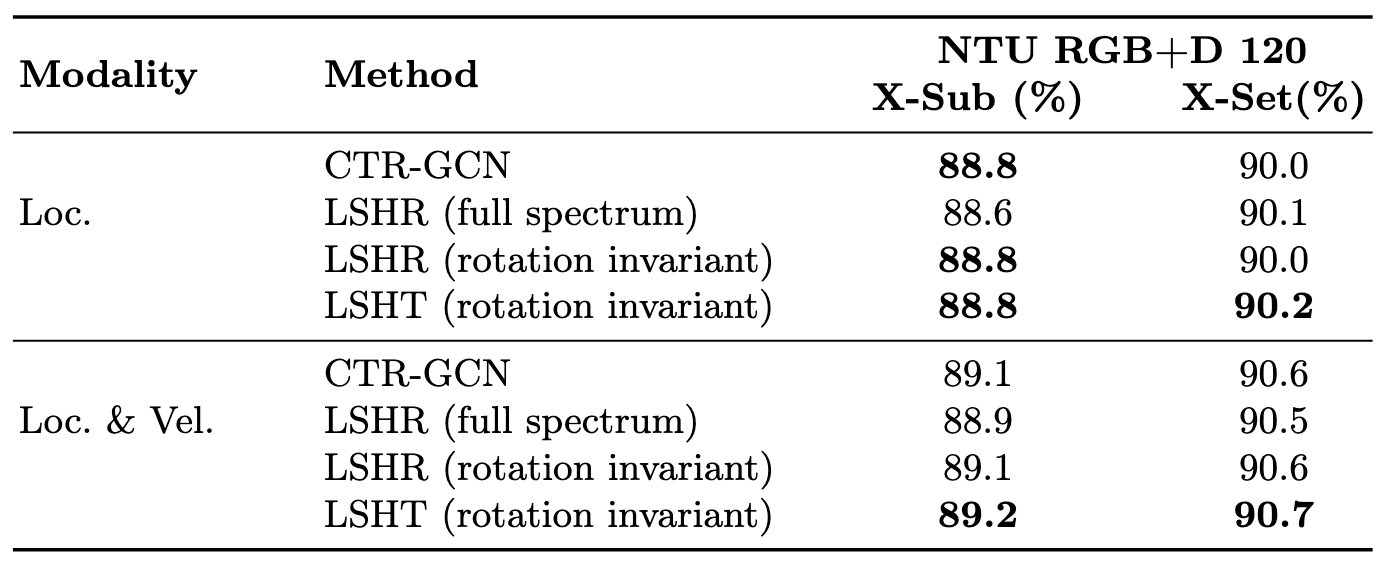 Modality Method NTU RGB+D 120
X-Sub (%) X-Set(%)
CTR-GCN 88.8 90.0
Loc. LSHR (full spectrum) 88.6 90.1
LSHR (rotation invariant) 88.8 90.0
LSHT (rotation invariant) 88.8 90.2
CTR-GCN 89.1 90.6
Loc. & Vel. LSHR (full spectrum) 88.9 90.5
LSHR (rotation invariant) 89.1 90.6
LSHT (rotation invariant) 89.2 90.7